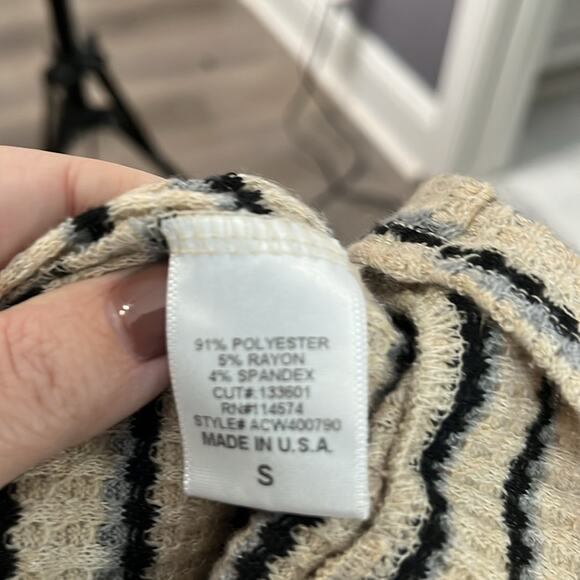 91% POLYESTER
5% RAYON
4% SPANDEX
CUT#:133601
RN#114574
STYLE# ACW400790
MADE IN U.S.A.
S